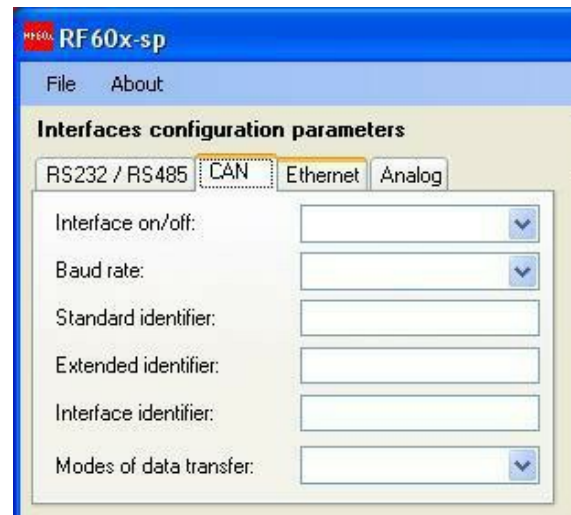 RF60x RF60x-sp
File About
Interfaces configuration parameters
RS232 / RS485 CAN Ethernet Analog
Interface on/off:
Baud rate:
Standard identifier:
Extended identifier:
Interface identifier:
Modes of data transfer: